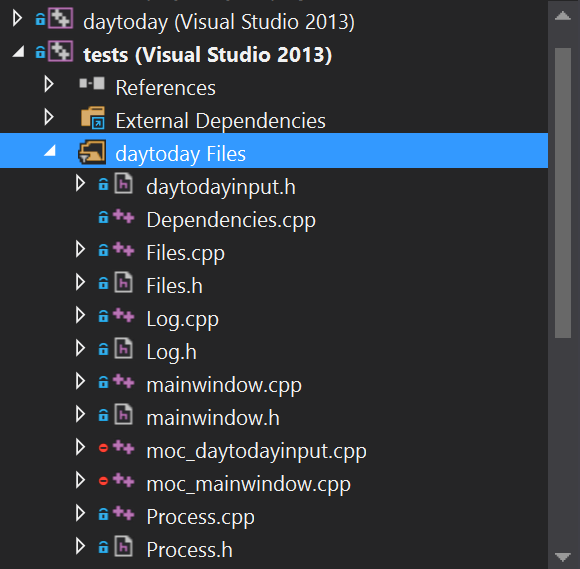 daytoday (Visual Studio 2013)
tests (Visual Studio 2013)
References
External Dependencies
daytoday Files
daytodayinput.h
Dependencies.cpp
Files.cpp
Files.h
Log.cpp
Log.h
mainwindow.cpp
mainwindow.h
moc_daytodayinput.cpp
moc_mainwindow.cpp
Process.cpp
Process.h